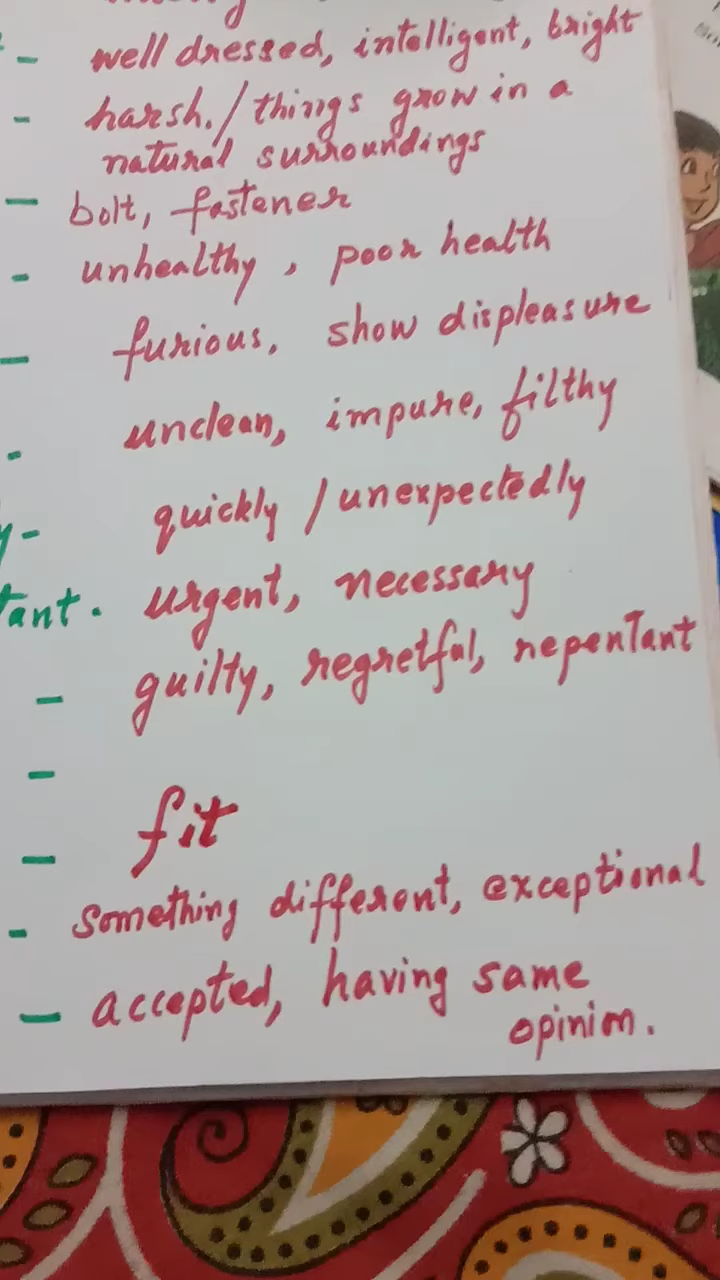 - well dressed, intelligent, bright
- harsh. / things grow in a
natural surroundings
- bolt, fastener
- unhealthy, poor health
- furious, show displeasure
- unclean, impure, filthy
y- quickly / unexpectedly
tant. urgent, necessary
- guilty, regretful, repentant
-
- fit
- something different, exceptional
- accepted, having same
opinion.